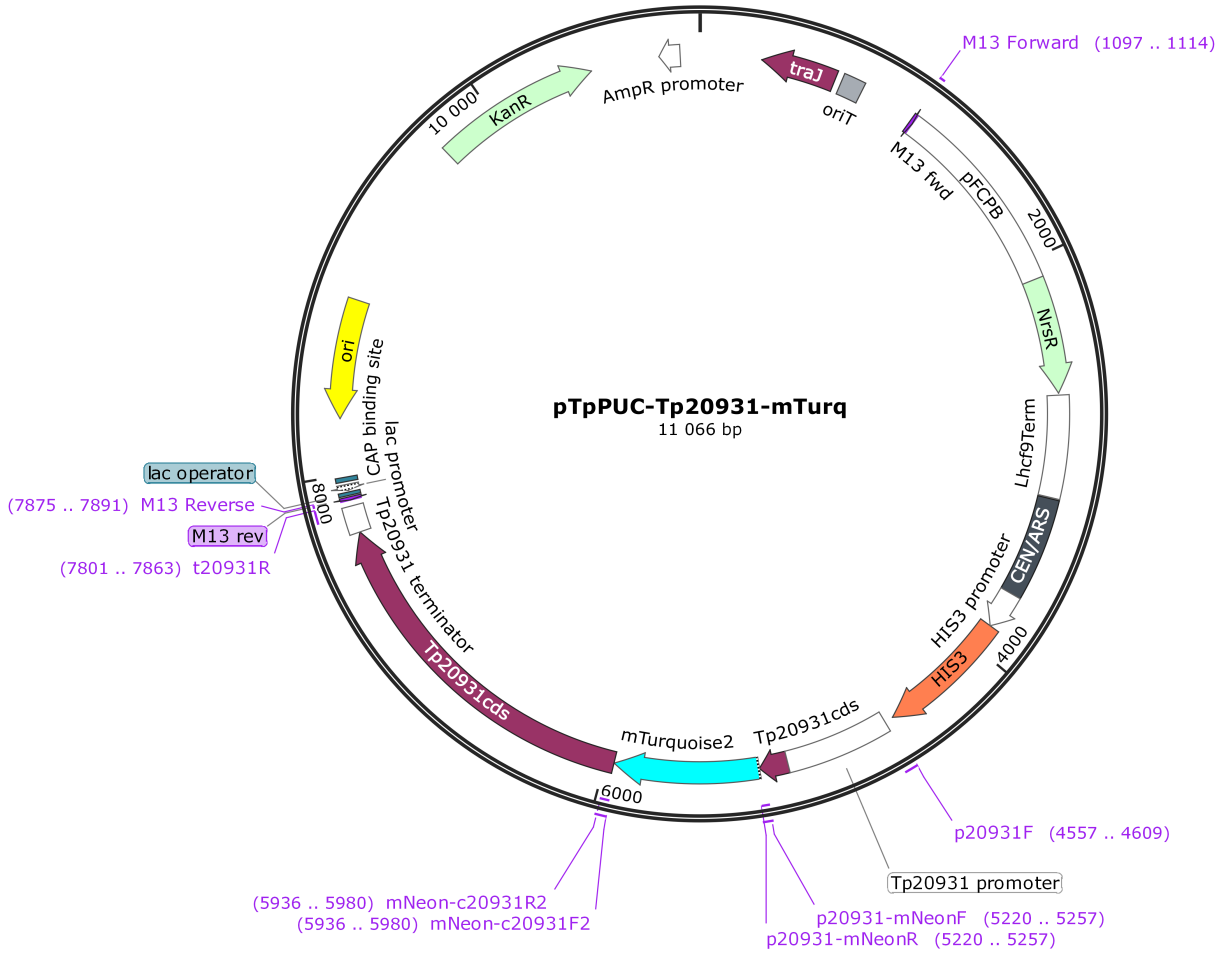 M13 Forward (1097 .. 1114)
traJ
oriT
AmpR promoter
KanR
10 000
M13 fwd
pFCPB
2000
NrsR
ori
CAP binding site
lac promoter
pTpPUC-Tp20931-mTurq
11 066 bp
Lhcf9Term
lac operator
8000
(7875 .. 7891) M13 Reverse
M13 rev
(7801 .. 7863) t20931R
Tp20931 terminator
CEN/ARS
HIS3 promoter
4000
HIS3
Tp20931cds
mTurquoise2
Tp20931cds
6000
p20931F (4557 .. 4609)
Tp20931 promoter
(5936 .. 5980) mNeon-c20931R2
(5936 .. 5980) mNeon-c20931F2
p20931-mNeonF (5220 .. 5257)
p20931-mNeonR (5220 .. 5257)